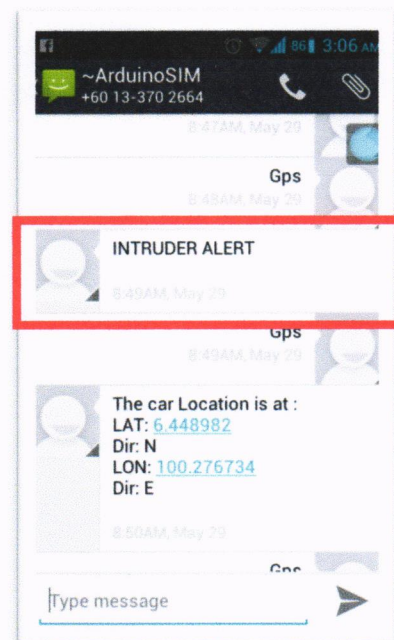 86 3:06 AM
~ArduinoSIM
+60 13-370 2664
8:47AM, May 29
Gps
8:48AM, May 29
INTRUDER ALERT
8:49AM, May 29
Gps
8:49AM, May 29
The car Location is at :
LAT: 6.448982
Dir: N
LON: 100.276734
Dir: E
8:50AM, May 29
Gps
Type message